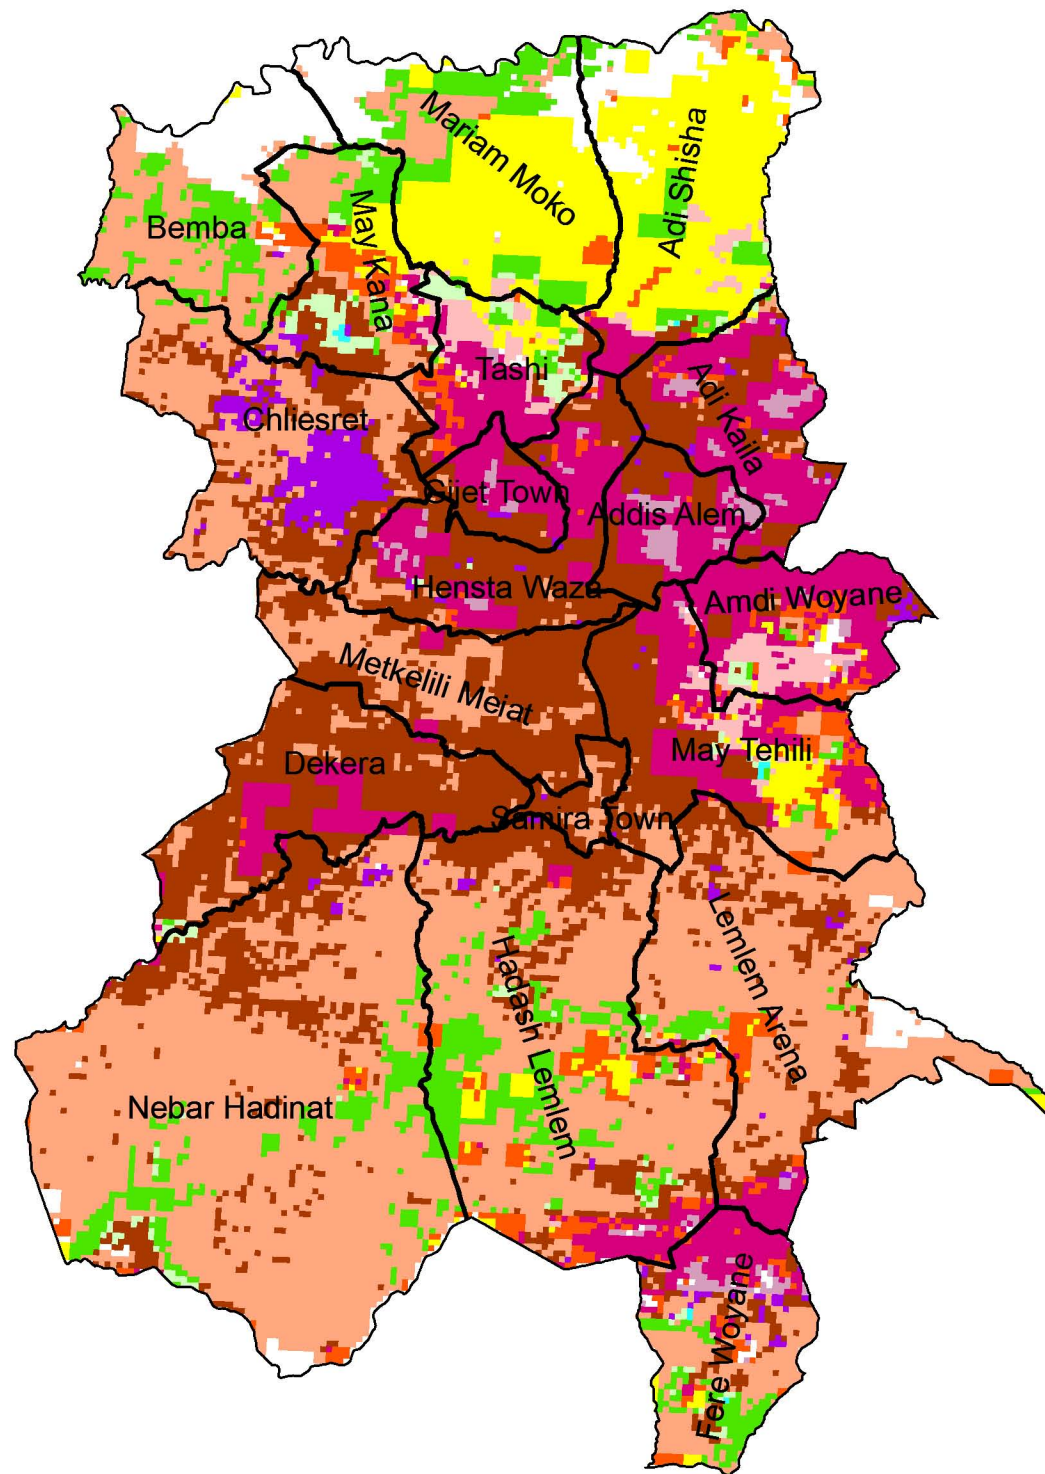 Mariam Moko
Adi Shisha
Bemba
May Kana
Tashi
Adi Kaila
Chliesret
Gijet Town
Addis Alem
Hensta Waza
Amdi Woyane
Metkelili Meiat
May Tehili
Dekera
Samira Town
Lemlem Arena
Hadash Lemlem
Nebar Hadinat
Fere Woyane